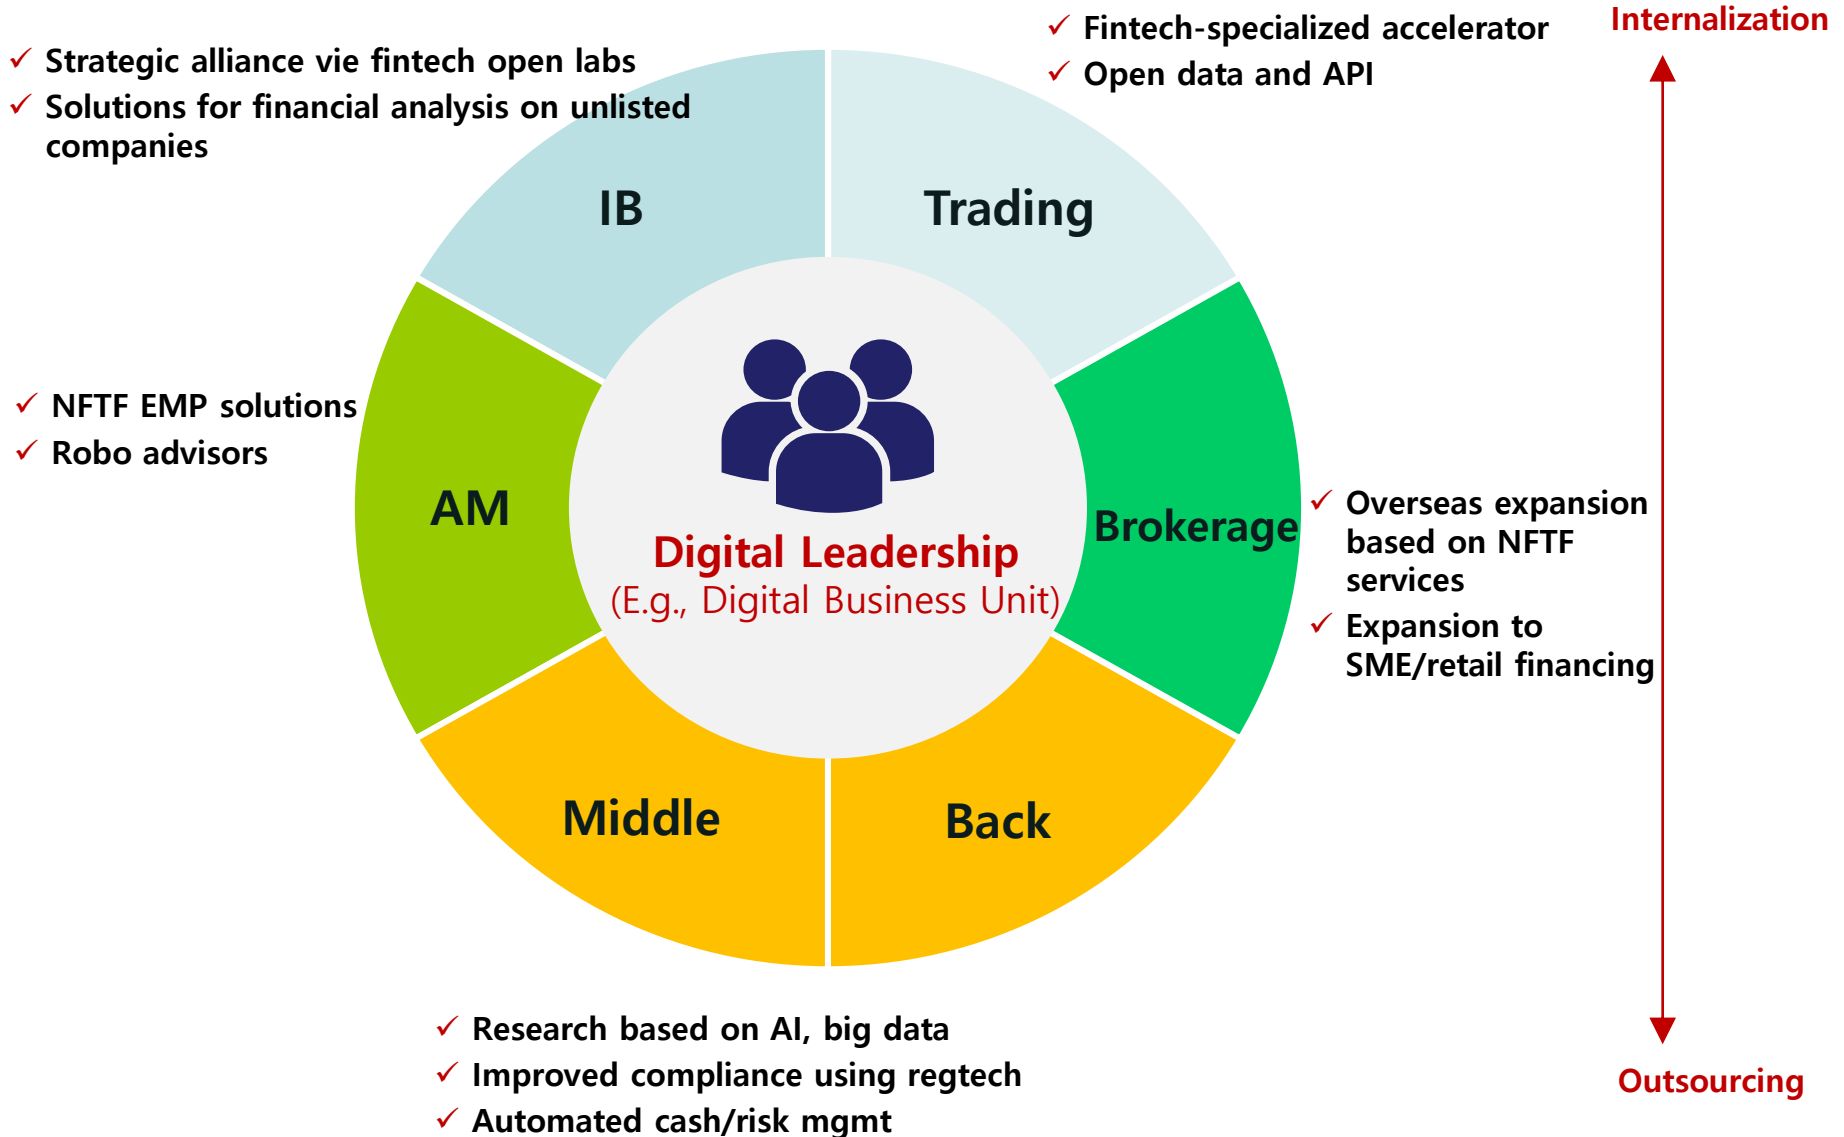 Internalization
✓ Fintech-specialized accelerator
✓ Open data and API
✓ Strategic alliance vie fintech open labs
✓ Solutions for financial analysis on unlisted
companies
IB
Trading
✓ NFTF EMP solutions
✓ Robo advisors
AM
Brokerage
Digital Leadership
(E.g., Digital Business Unit)
✓ Overseas expansion
based on NFTF
services
✓ Expansion to
SME/retail financing
Middle
Back
✓ Research based on AI, big data
✓ Improved compliance using regtech
✓ Automated cash/risk mgmt
Outsourcing